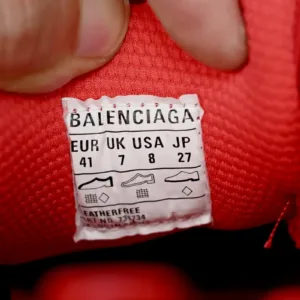 BALENCIAGA
EUR UK USA JP
41 7 8 27
LEATHERFREE